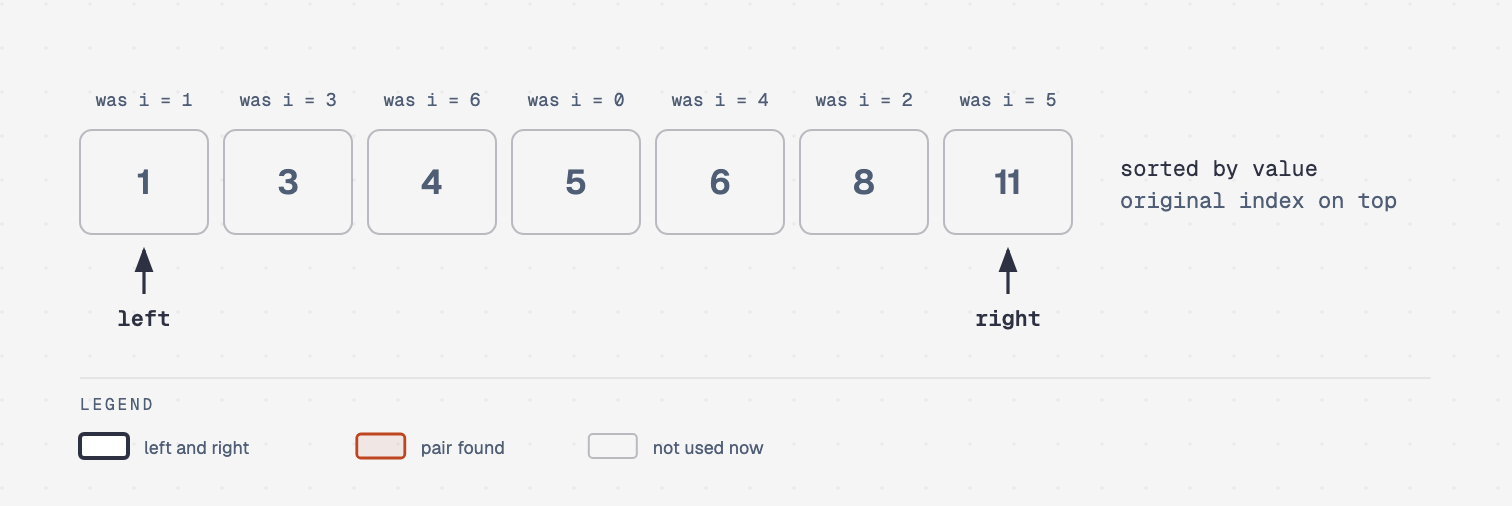 was i = 1 was i = 3 was i = 6 was i = 0 was i = 4 was i = 2 was i = 5
1 3 4 5 6 8 11
sorted by value
original index on top
left right
LEGEND
left and right pair found not used now